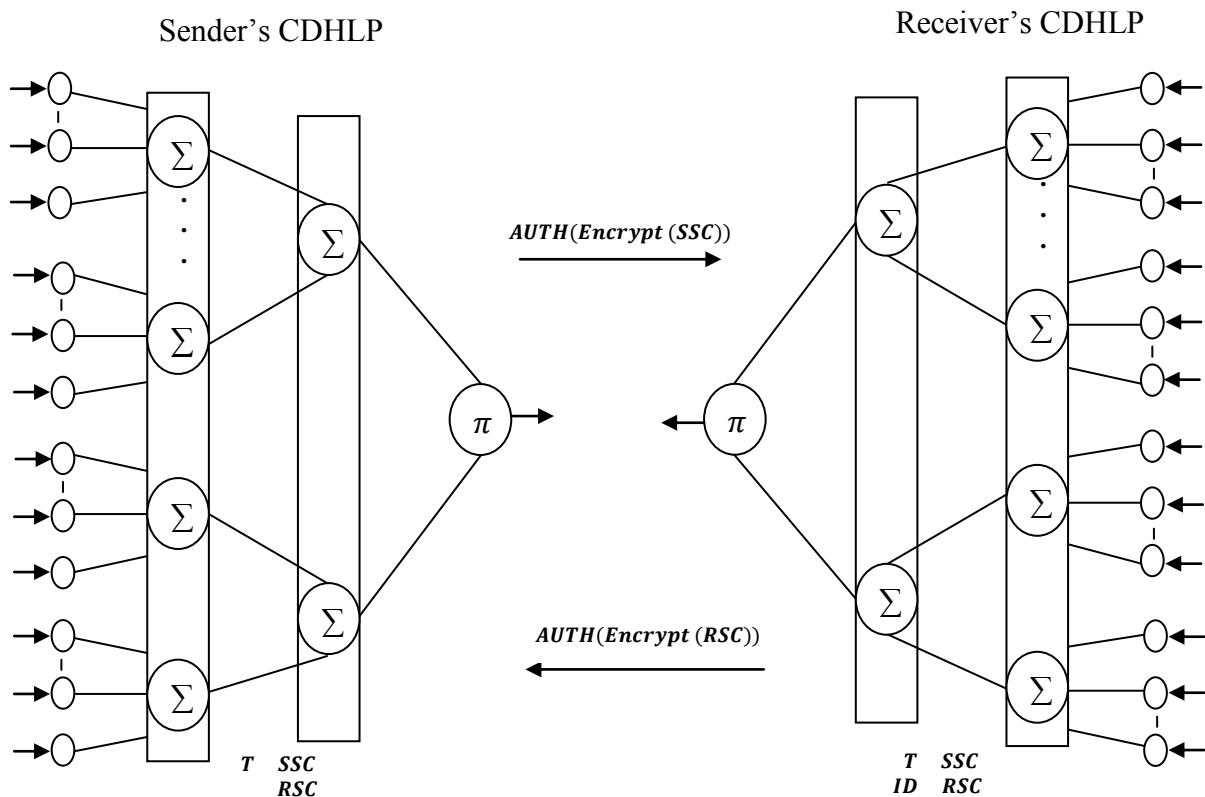 Sender's CDHLP
Receiver's CDHLP
Σ
Σ
Σ
Σ
Σ
Σ
π
AUTH(Encrypt (SSC))
AUTH(Encrypt (RSC))
π
Σ
Σ
Σ
Σ
Σ
Σ
T SSC
RSC
T SSC
ID RSC